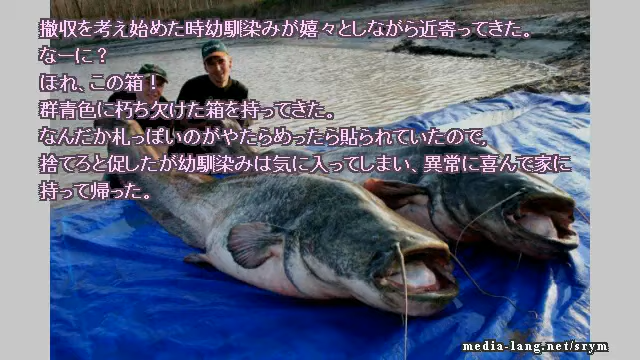 撤収を考え始めた時幼馴染みが嬉々としながら近寄ってきた。
なーに？
ほれ、この箱！
群青色に朽ち欠けた箱を持ってきた。
なんだか札っぽいのがやたらめったら貼られていたので,
捨てろと促したが幼馴染みは気に入ってしまい、異常に喜んで家に
持って帰った。
media-lang.net/srym